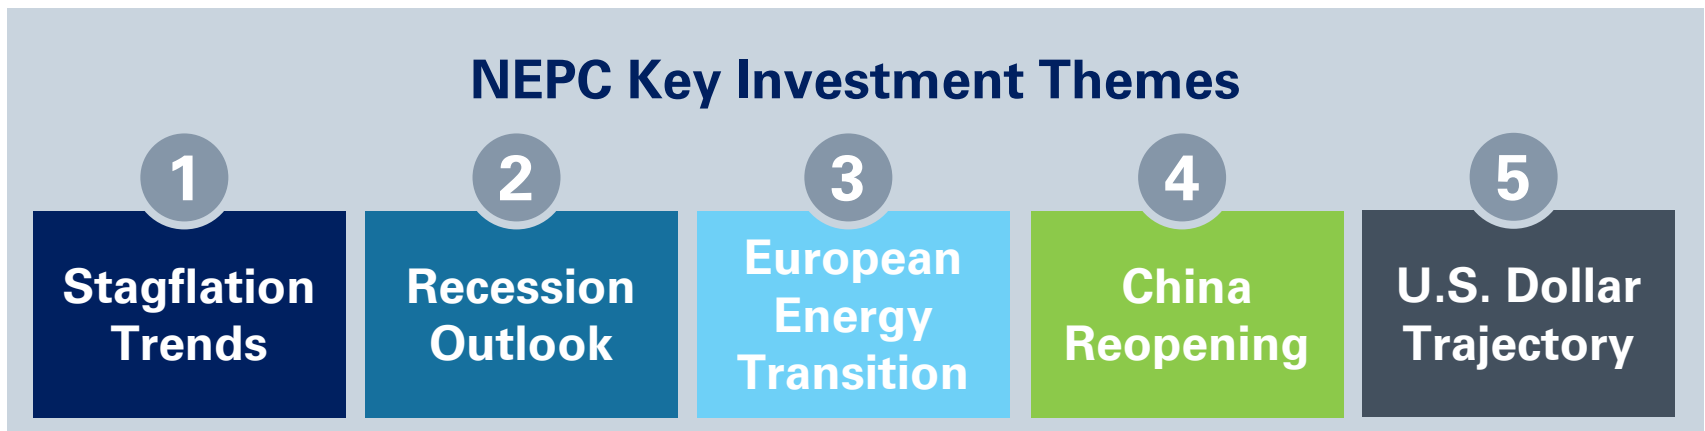 NEPC Key Investment Themes
1
Stagflation
Trends
2
Recession
Outlook
3
European
Energy
Transition
4
China
Reopening
5
U.S. Dollar
Trajectory